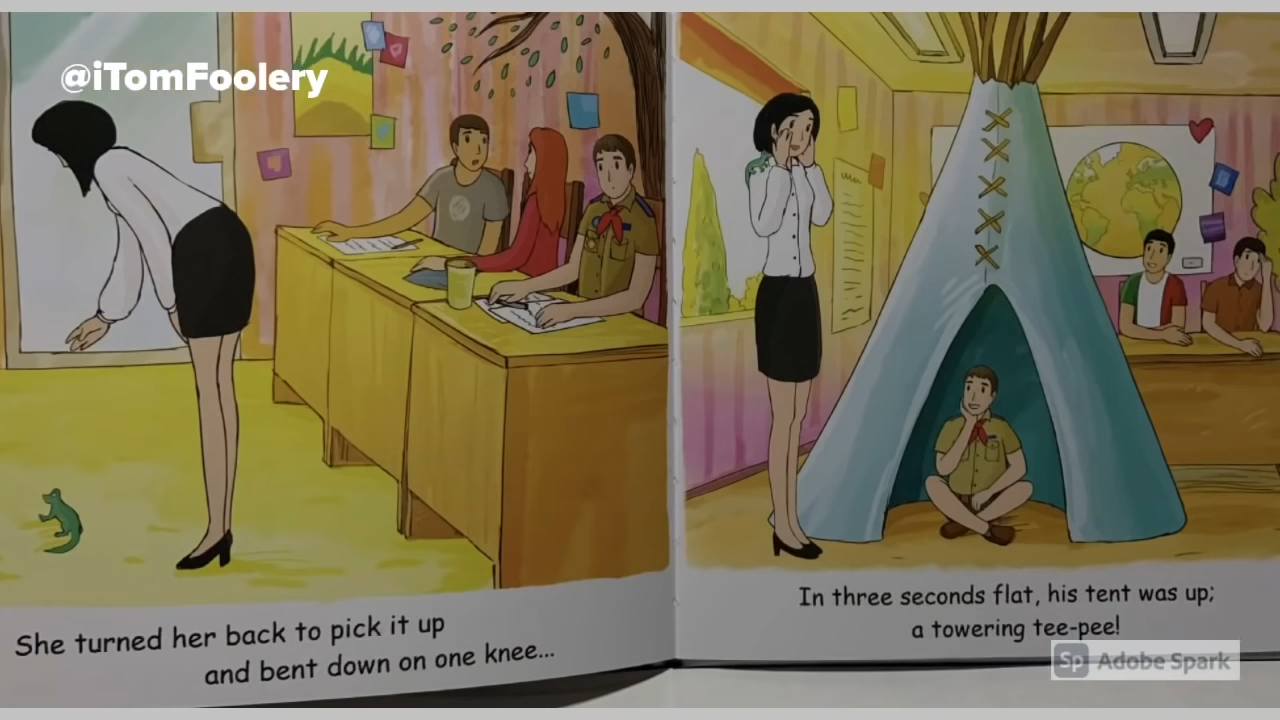 @iTomFoolery
She turned her back to pick it up
and bent down on one knee...
In three seconds flat, his tent was up;
a towering tee-pee!
Sp Adobe Spark